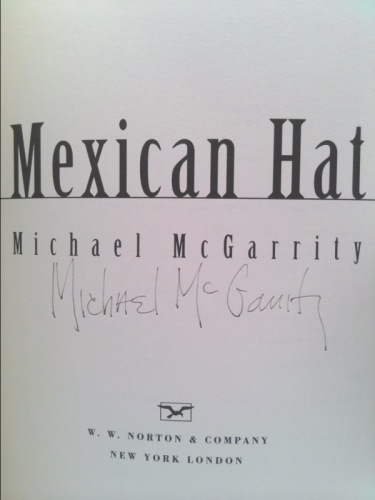 Mexican Hat
Michael McGarrity
Michael McGarrity
W. W. NORTON & COMPANY
NEW YORK LONDON